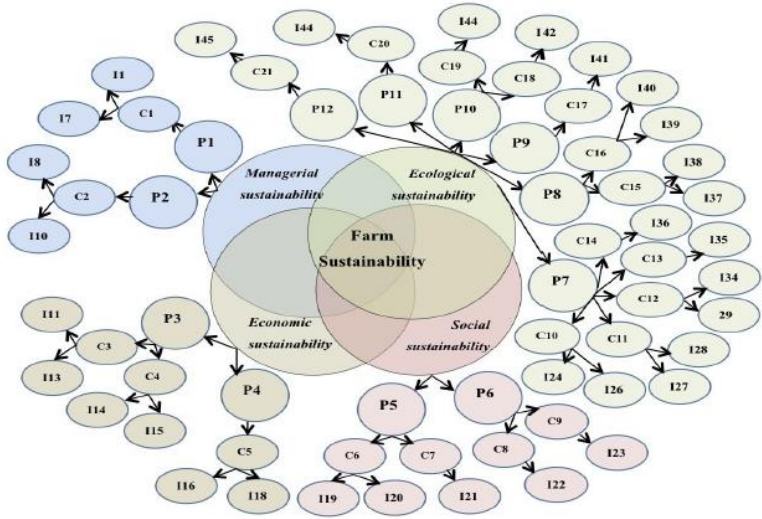 I44
I44
I42
I45
C20
C19
C18
I41
C21
I1
P11
P10
C17
I40
P12
I7
C1
P9
I39
P1
C16
I8
Managerial
sustainability
Ecological
sustainability
I38
P8
C15
C2
P2
I37
I10
Farm
Sustainability
I36
C14
I35
C13
P7
I34
C12
I11
P3
29
Economic
sustainability
Social
sustainability
C10
C11
C3
I28
I13
C4
I24
I26
I27
P4
P5
P6
I14
I15
C9
C5
C6
C7
C8
I23
I16
I18
I19
I20
I21
I22